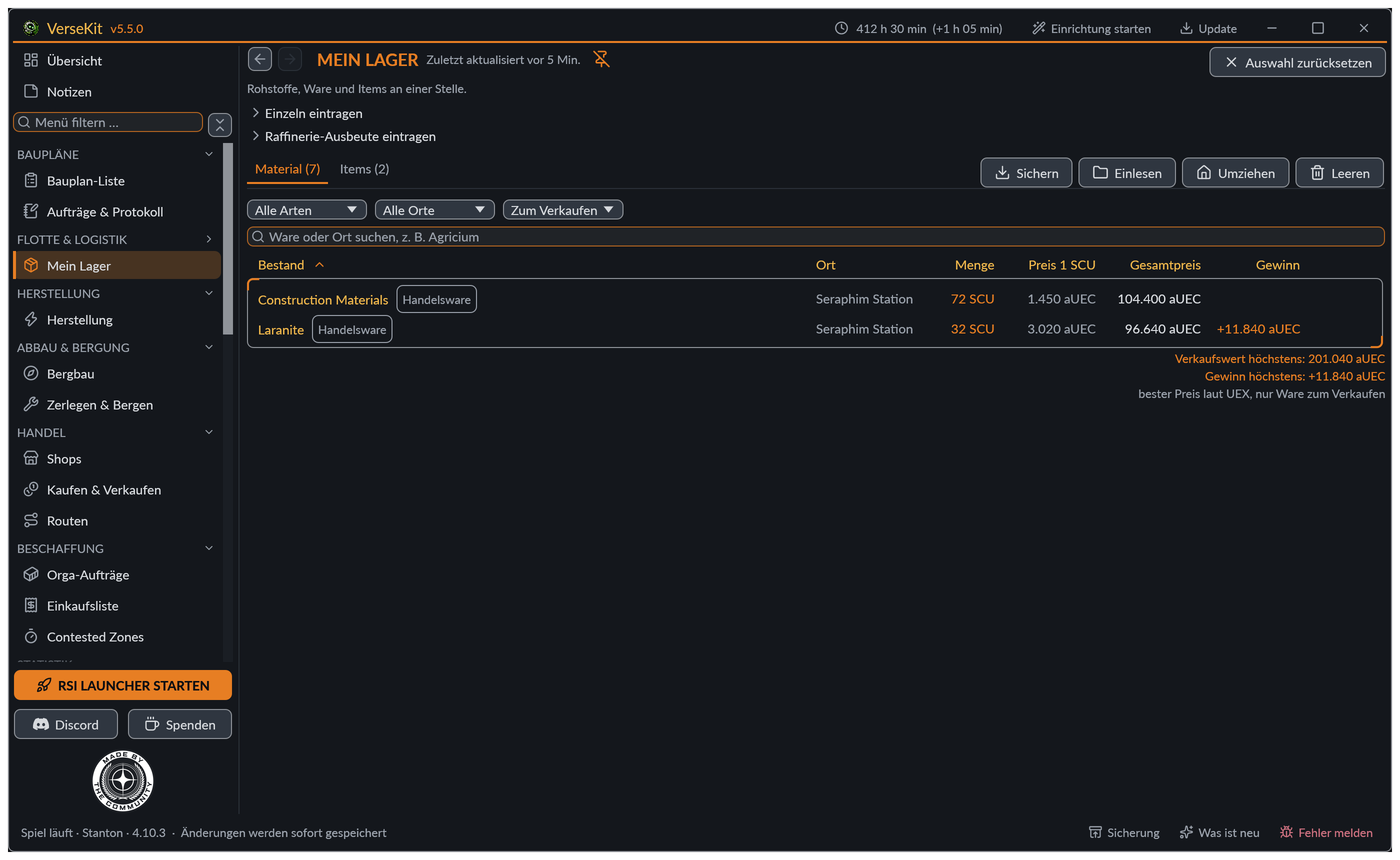 VerseKit v5.5.0
412 h 30 min (+1 h 05 min)
Einrichtung starten
Update
Übersicht
Notizen
Menü filtern ...
BAUPLÄNE
Bauplan-Liste
Aufträge & Protokoll
FLOTTE & LOGISTIK
Mein Lager
HERSTELLUNG
Herstellung
ABBAU & BERGUNG
Bergbau
Zerlegen & Bergen
HANDEL
Shops
Kaufen & Verkaufen
Routen
BESCHAFFUNG
Orga-Aufträge
Einkaufsliste
Contested Zones
RSI LAUNCHER STARTEN
Discord
Spenden
MADE BY
THE COMMUNITY
MEIN LAGER Zuletzt aktualisiert vor 5 Min.
Auswahl zurücksetzen
Rohstoffe, Ware und Items an einer Stelle.
Einzeln eintragen
Raffinerie-Ausbeute eintragen
Material (7) Items (2)
Sichern Einlesen Umziehen Leeren
Alle Arten Alle Orte Zum Verkaufen
Ware oder Ort suchen, z. B. Agricium
Bestand Ort Menge Preis 1 SCU Gesamtpreis Gewinn
Construction Materials Handelsware Seraphim Station 72 SCU 1.450 aUEC 104.400 aUEC
Laranite Handelsware Seraphim Station 32 SCU 3.020 aUEC 96.640 aUEC +11.840 aUEC
Verkaufswert höchstens: 201.040 aUEC
Gewinn höchstens: +11.840 aUEC
bester Preis laut UEX, nur Ware zum Verkaufen
Spiel läuft · Stanton · 4.10.3 · Änderungen werden sofort gespeichert
Sicherung Was ist neu Fehler melden